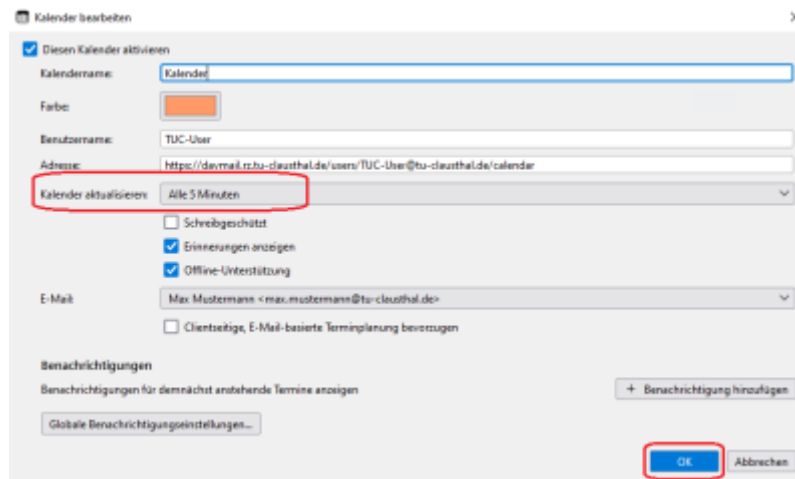 Kalender bearbeiten
Diesen Kalender aktivieren
Kalendername: Kalender
Farbe:
Benutzername: TUC-User
Adresse: https://davmail.rz.tu-clausthal.de/users/TUC-User@tu-clausthal.de/calendar
Kalender aktualisieren: Alle 5 Minuten
Schreibgeschützt
Erinnerungen anzeigen
Offline-Unterstützung
E-Mail: Max Mustermann <max.mustermann@tu-clausthal.de>
Clientseitige, E-Mail-basierte Terminplanung bevorzugen
Benachrichtigungen
Benachrichtigungen für demnächst anstehende Termine anzeigen + Benachrichtigung hinzufügen
Globale Benachrichtigungseinstellungen...
OK Abbrechen